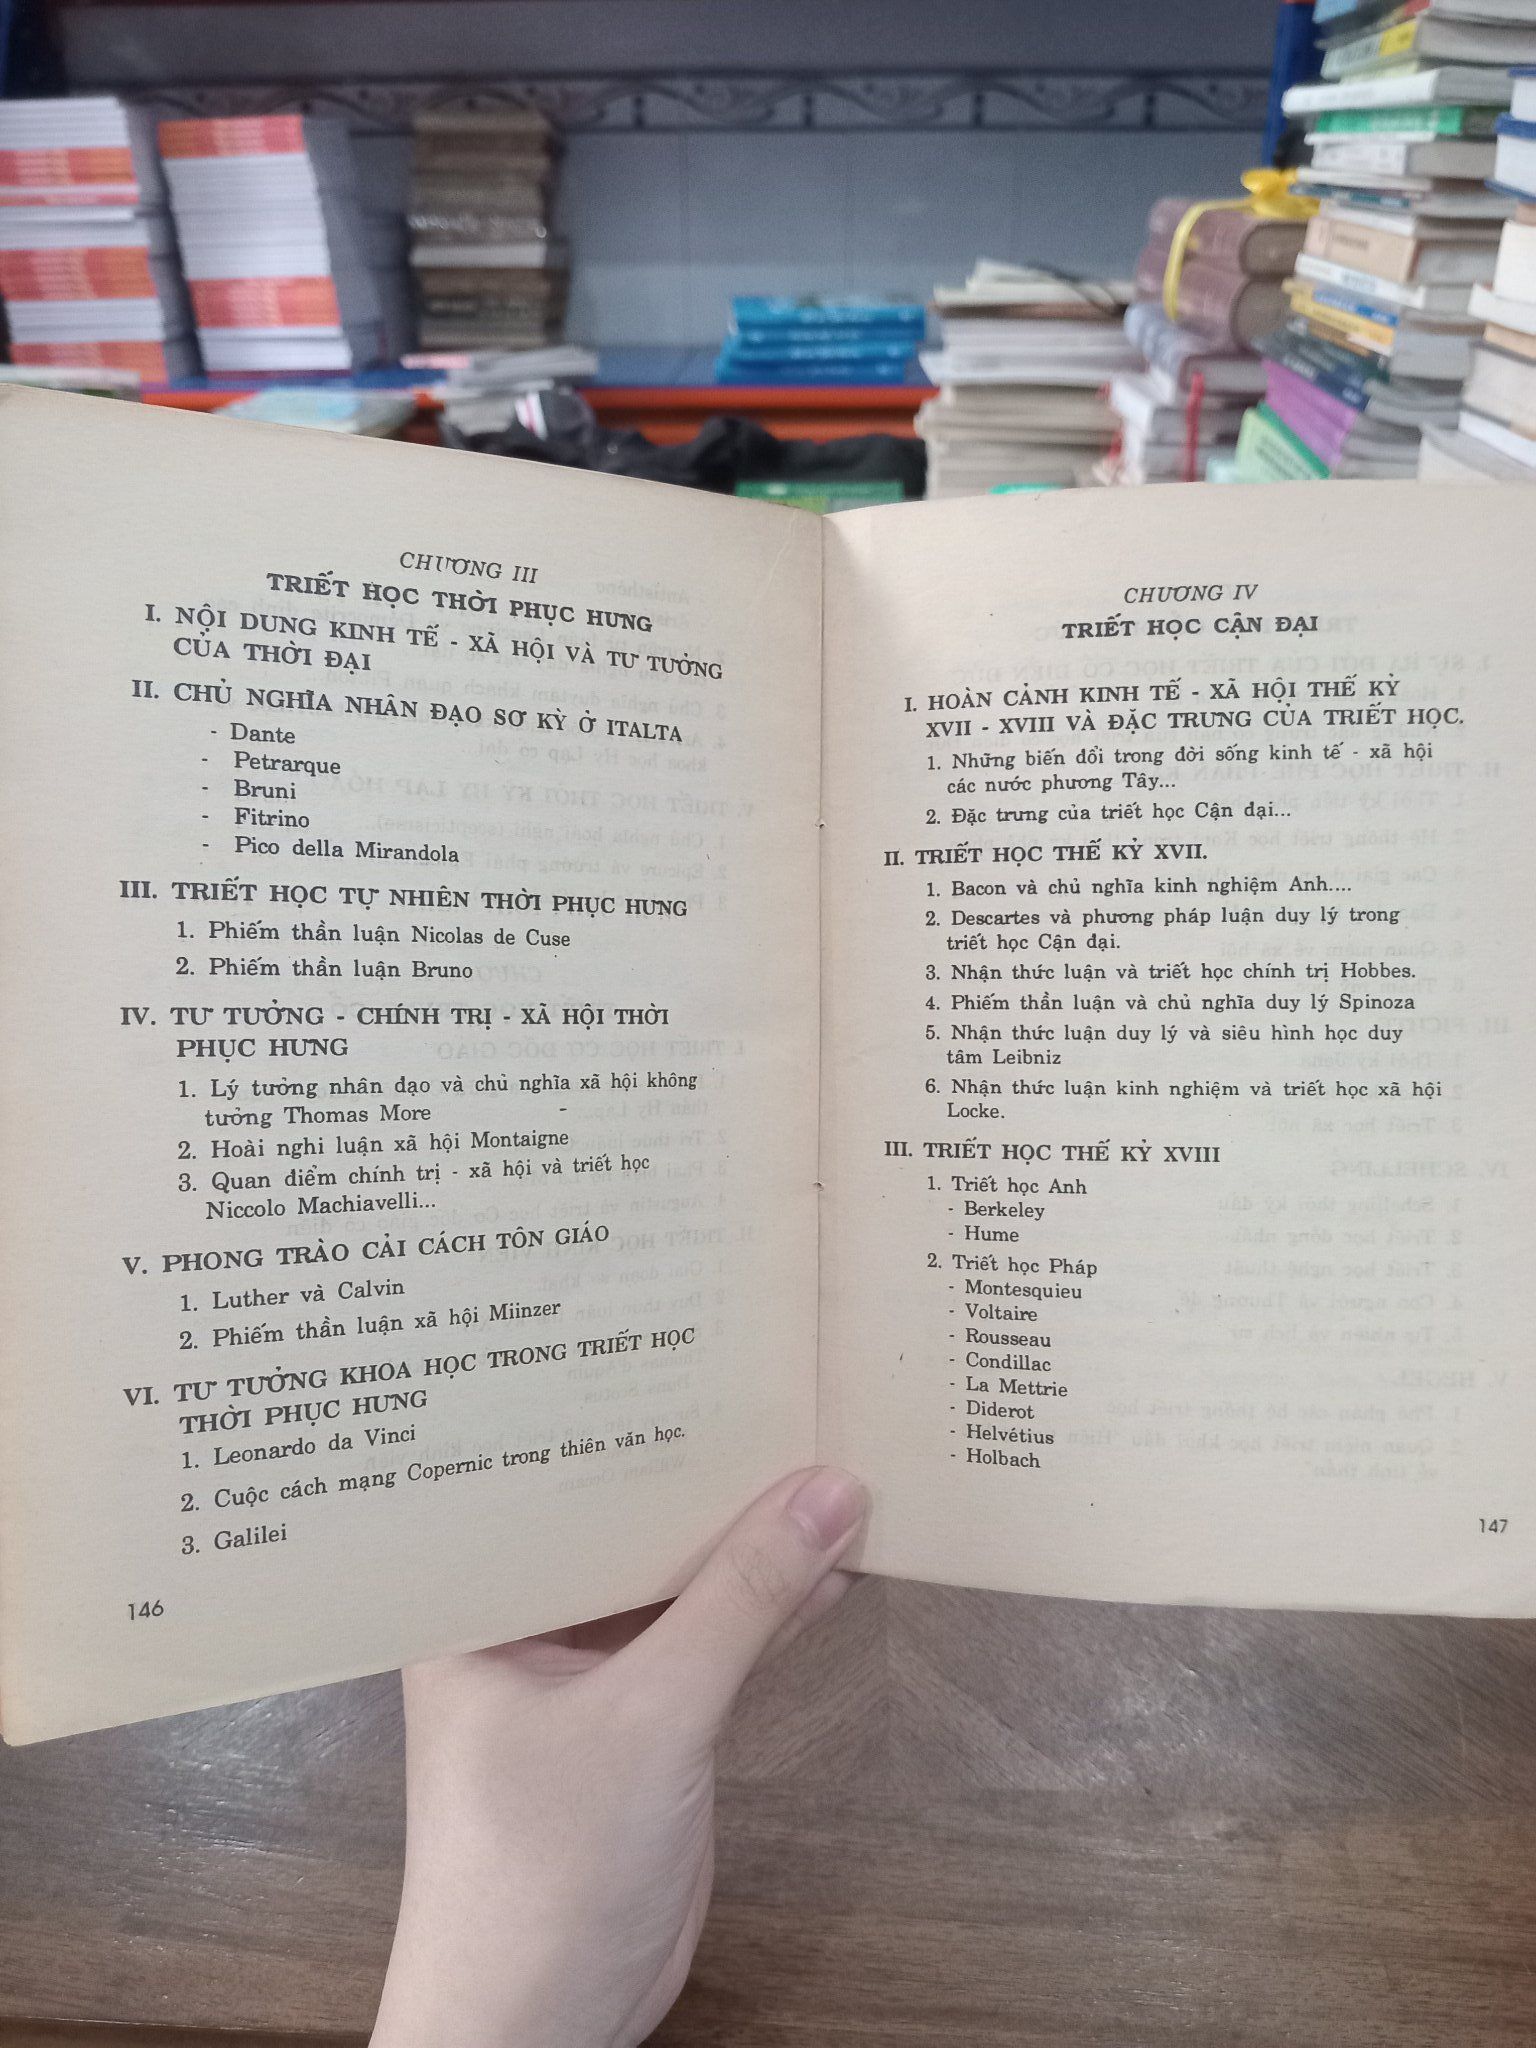 CHƯƠNG III
TRIẾT HỌC THỜI PHỤC HƯNG
I. NỘI DUNG KINH TẾ - XÃ HỘI VÀ TƯ TƯỞNG
CỦA THỜI ĐẠI
II. CHỦ NGHĨA NHÂN ĐẠO SƠ KỲ Ở ITALTA
- Dante
- Petrarque
- Bruni
- Fitrino
- Pico della Mirandola
III. TRIẾT HỌC TỰ NHIÊN THỜI PHỤC HƯNG
1. Phiếm thần luận Nicolas de Cuse
2. Phiếm thần luận Bruno
IV. TƯ TƯỞNG - CHÍNH TRỊ - XÃ HỘI THỜI
PHỤC HƯNG
1. Lý tưởng nhân đạo và chủ nghĩa xã hội không
tưởng Thomas More
2. Hoài nghi luận xã hội Montaigne
3. Quan điểm chính trị - xã hội và triết học
Niccolo Machiavelli...
V. PHONG TRÀO CẢI CÁCH TÔN GIÁO
1. Luther và Calvin
2. Phiếm thần luận xã hội Miinzer
VI. TƯ TƯỞNG KHOA HỌC TRONG TRIẾT HỌC
THỜI PHỤC HƯNG
1. Leonardo da Vinci
2. Cuộc cách mạng Copernic trong thiên văn học.
3. Galilei
146
CHƯƠNG IV
TRIẾT HỌC CẬN ĐẠI
I. HOÀN CẢNH KINH TẾ - XÃ HỘI THẾ KỲ
XVII - XVIII VÀ ĐẶC TRƯNG CỦA TRIẾT HỌC.
1. Những biến đổi trong đời sống kinh tế - xã hội
các nước phương Tây...
2. Đặc trưng của triết học Cận đại...
II. TRIẾT HỌC THẾ KỶ XVII.
1. Bacon và chủ nghĩa kinh nghiệm Anh....
2. Descartes và phương pháp luận duy lý trong
triết học Cận đại.
3. Nhận thức luận và triết học chính trị Hobbes.
4. Phiếm thần luận và chủ nghĩa duy lý Spinoza
5. Nhận thức luận duy lý và siêu hình học duy
tâm Leibniz
6. Nhận thức luận kinh nghiệm và triết học xã hội
Locke.
III. TRIẾT HỌC THẾ KỶ XVIII
1. Triết học Anh
- Berkeley
- Hume
2. Triết học Pháp
- Montesquieu
- Voltaire
- Rousseau
- Condillac
- La Mettrie
- Diderot
- Helvétius
- Holbach
147